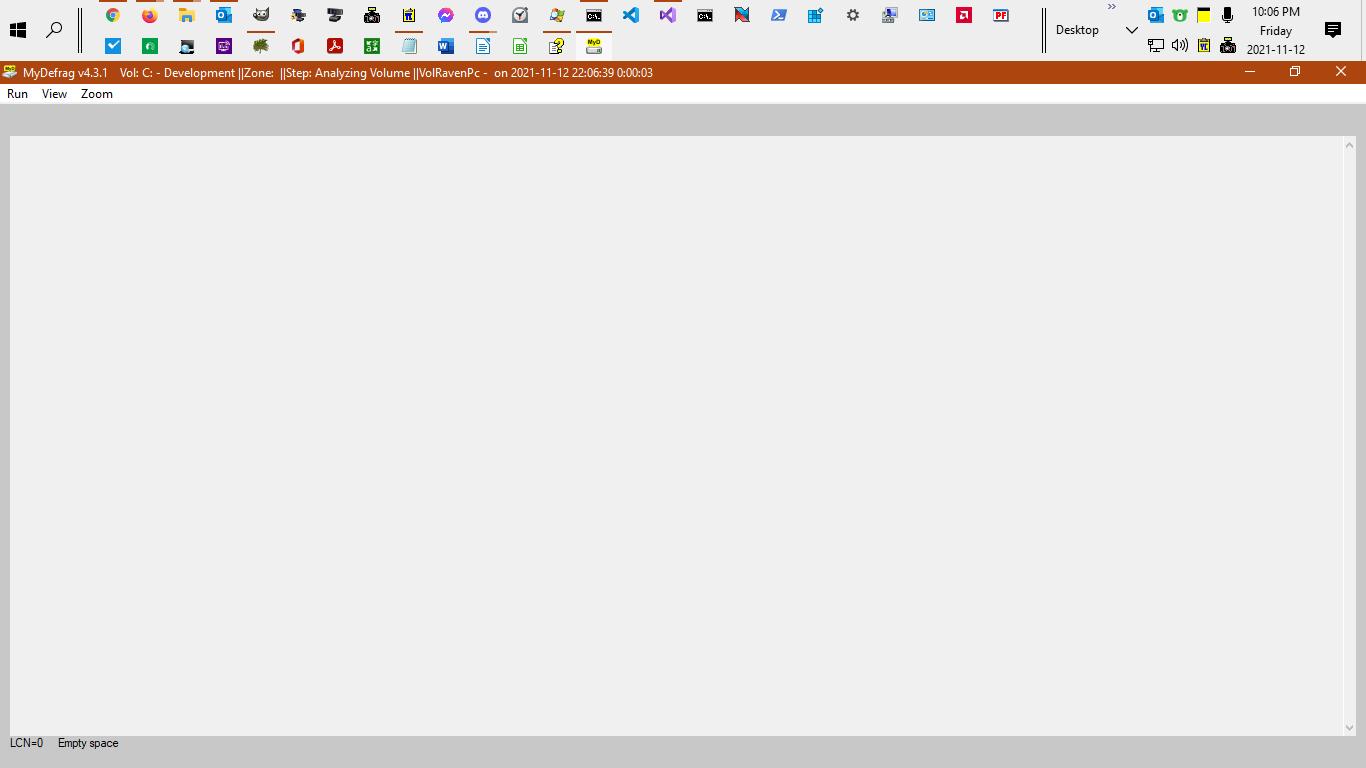 10:06 PM
Desktop
Friday
2021-11-12
MyDefrag v4.3.1 Vol: C: - Development ||Zone: ||Step: Analyzing Volume ||VolRavenPc - on 2021-11-12 22:06:39 0:00:03
Run View Zoom
LCN=0 Empty space